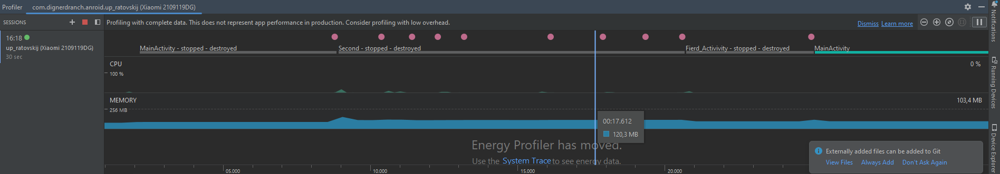 Profiler com.dignerdranch.anroid.up_ratovskij (Xiaomi 2109119DG)
SESSIONS
Profiling with complete data. This does not represent app performance in production. Consider profiling with low overhead. Dismiss Learn more
16:18
up_ratovskij (Xiaomi 2109119DG)
30 sec
MainActivity - stopped - destroyed Second - stopped - destroyed Fierd_Activivity - stopped - destroyed MainActivity
CPU 0 %
100 %
MEMORY 103,4 MB
256 MB
00:17.612
120,3 MB
Energy Profiler has moved.
Use the System Trace to see energy data.
05.000 10.000 15.000 20.000
Externally added files can be added to Git
View Files Always Add Don't Ask Again
Notifications
Running Devices
Device Explorer